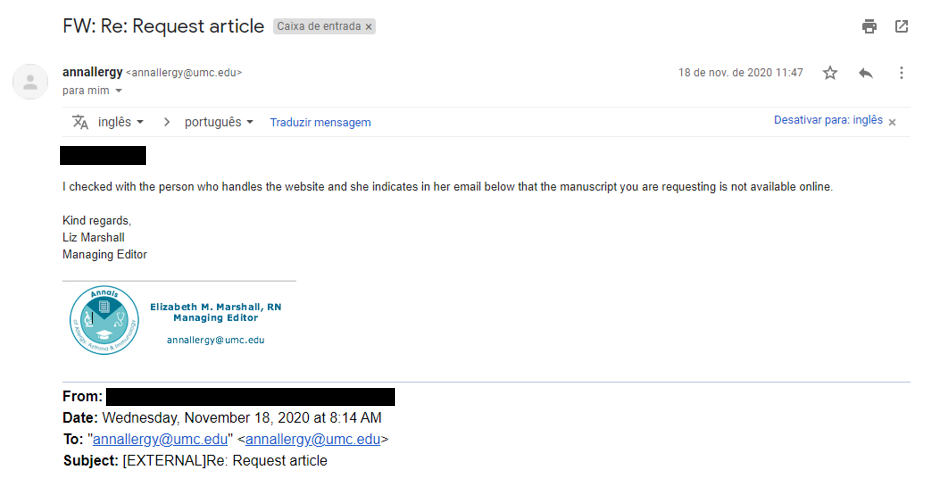 FW: Re: Request article Caixa de entrada ×
annallergy <annallergy@umc.edu> 18 de nov. de 2020 11:47
para mim
inglês > português Traduzir mensagem Desativar para: inglês ×
I checked with the person who handles the website and she indicates in her email below that the manuscript you are requesting is not available online.
Kind regards,
Liz Marshall
Managing Editor
Annals
of Allergy, Asthma & Immunology
Elizabeth M. Marshall, RN
Managing Editor
annallergy@umc.edu
From:
Date: Wednesday, November 18, 2020 at 8:14 AM
To: "annallergy@umc.edu" <annallergy@umc.edu>
Subject: [EXTERNAL]Re: Request article